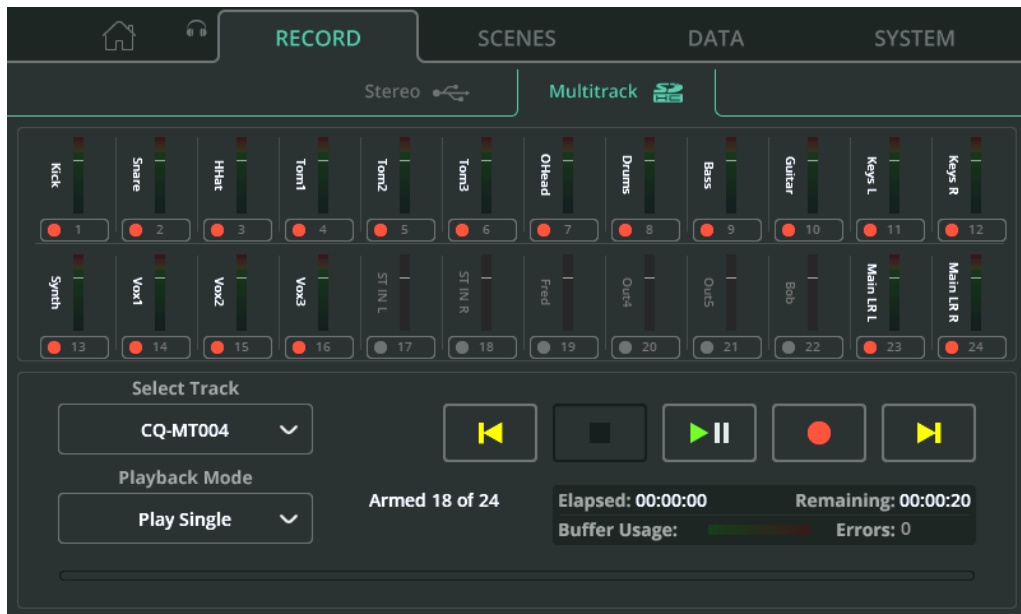 RECORD SCENES DATA SYSTEM
Stereo Multitrack SD HC
Kick Snare HHat Tom1 Tom2 Tom3 OHead Drums Bass Guitar Keys L Keys R
1 2 3 4 5 6 7 8 9 10 11 12
Synth Vox1 Vox2 Vox3 ST IN L ST IN R Fred Out4 Out5 Bob Main LR L Main LR R
13 14 15 16 17 18 19 20 21 22 23 24
Select Track
CQ-MT004
Playback Mode
Play Single
Armed 18 of 24
Elapsed: 00:00:00 Remaining: 00:00:20
Buffer Usage: Errors: 0